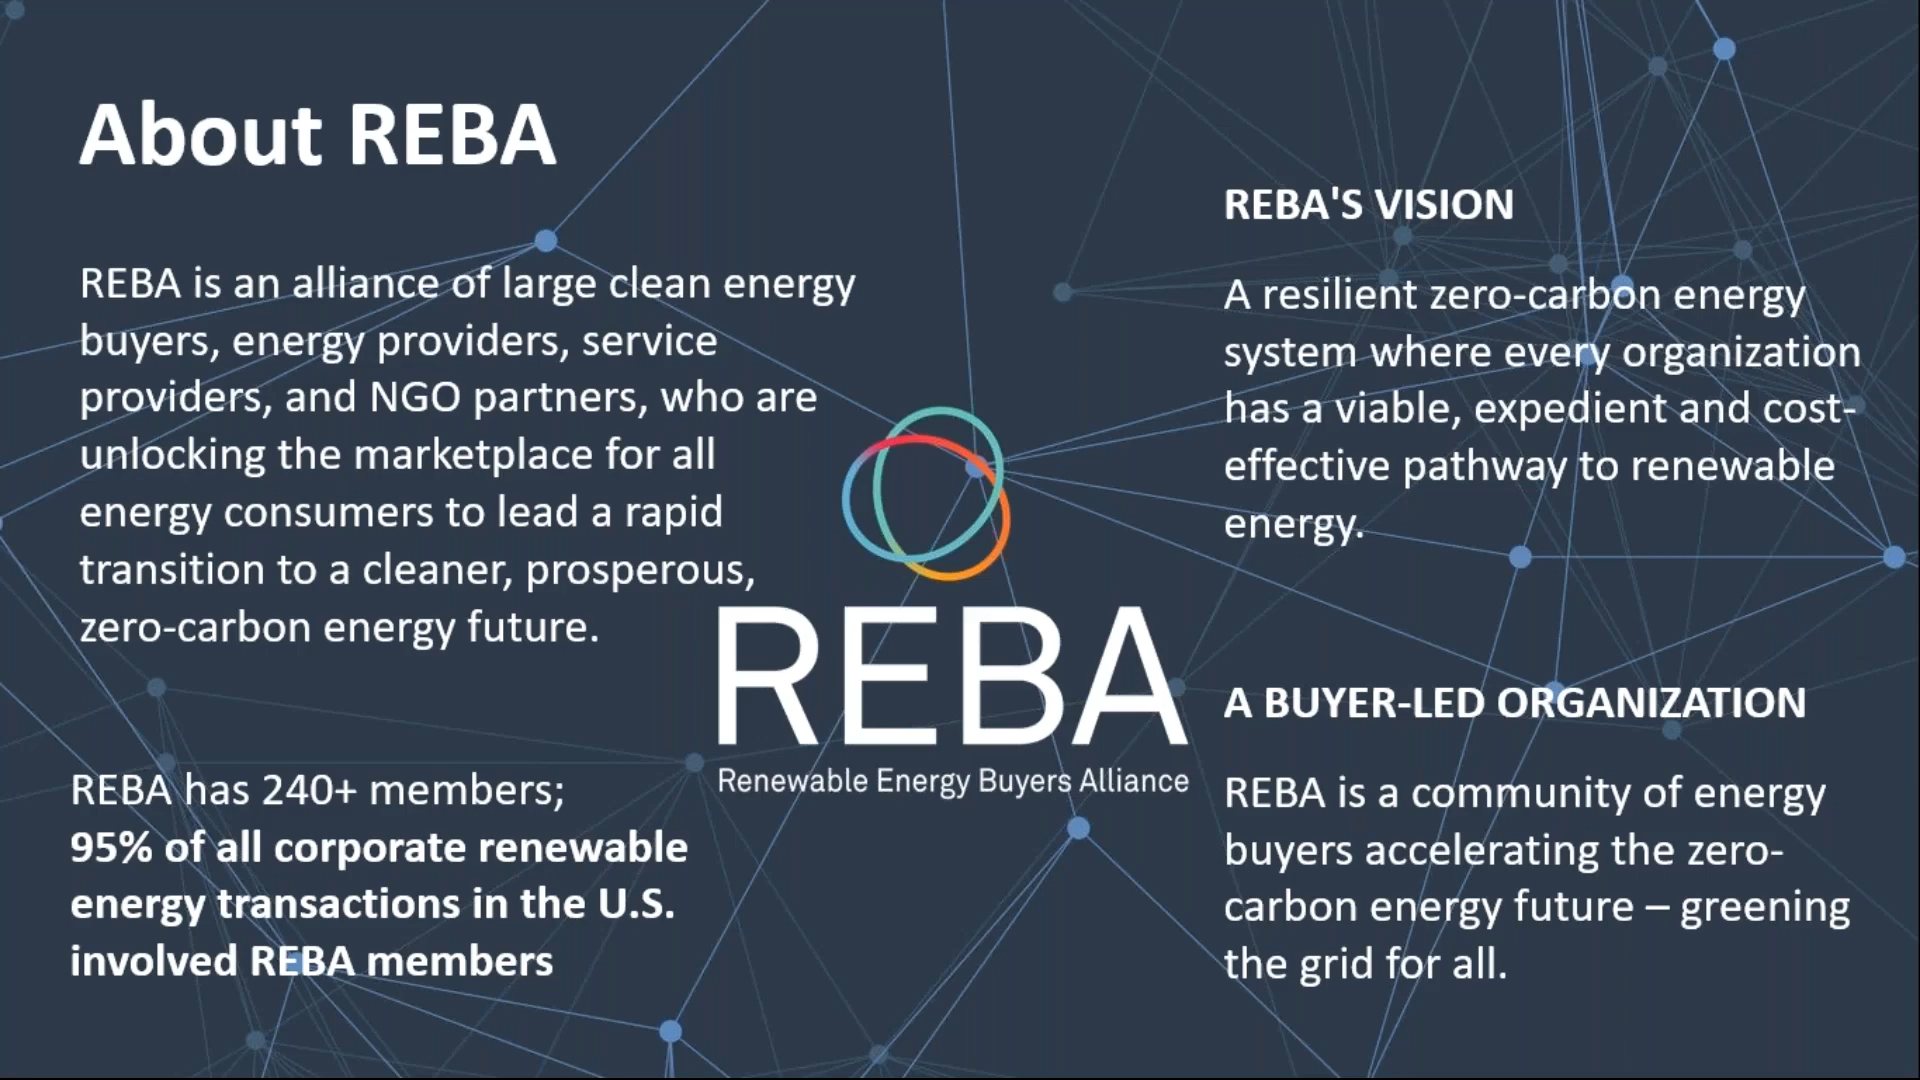 About REBA
REBA is an alliance of large clean energy
buyers, energy providers, service
providers, and NGO partners, who are
unlocking the marketplace for all
energy consumers to lead a rapid
transition to a cleaner, prosperous,
zero-carbon energy future.
REBA has 240+ members;
95% of all corporate renewable
energy transactions in the U.S.
involved REBA members
REBA
Renewable Energy Buyers Alliance
REBA'S VISION
A resilient zero-carbon energy
system where every organization
has a viable, expedient and cost-
effective pathway to renewable
energy.
A BUYER-LED ORGANIZATION
REBA is a community of energy
buyers accelerating the zero-
carbon energy future – greening
the grid for all.